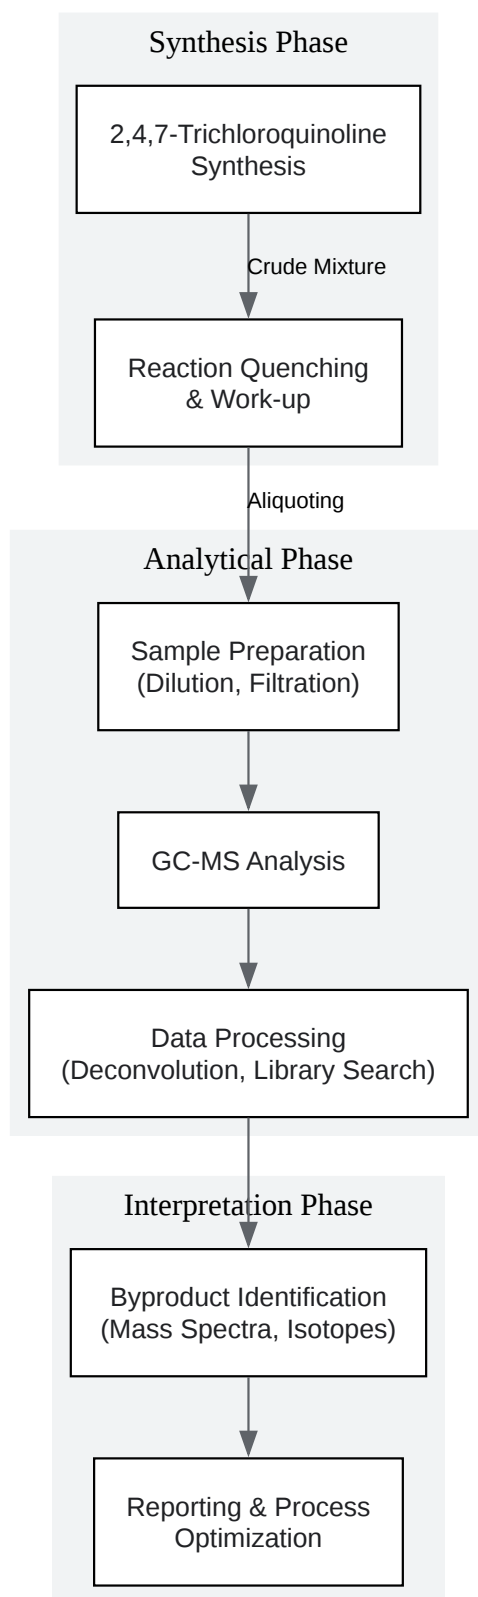 Synthesis Phase
2,4,7-Trichloroquinoline
Synthesis
Crude Mixture
Reaction Quenching
& Work-up
Aliquoting
Analytical Phase
Sample Preparation
(Dilution, Filtration)
GC-MS Analysis
Data Processing
(Deconvolution, Library Search)
Interpretation Phase
Byproduct Identification
(Mass Spectra, Isotopes)
Reporting & Process
Optimization